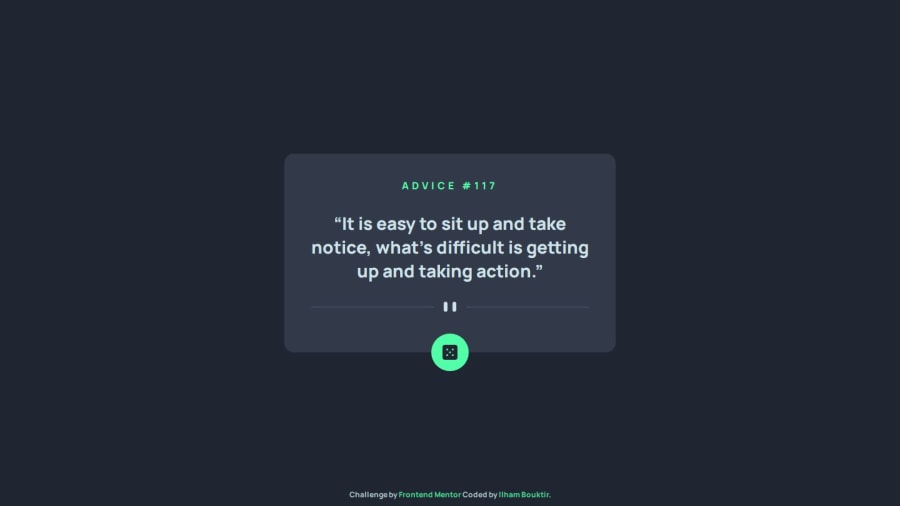 ADVICE #117
“It is easy to sit up and take
notice, what’s difficult is getting
up and taking action.”
Challenge by Frontend Mentor Coded by Ilham Bouktir.